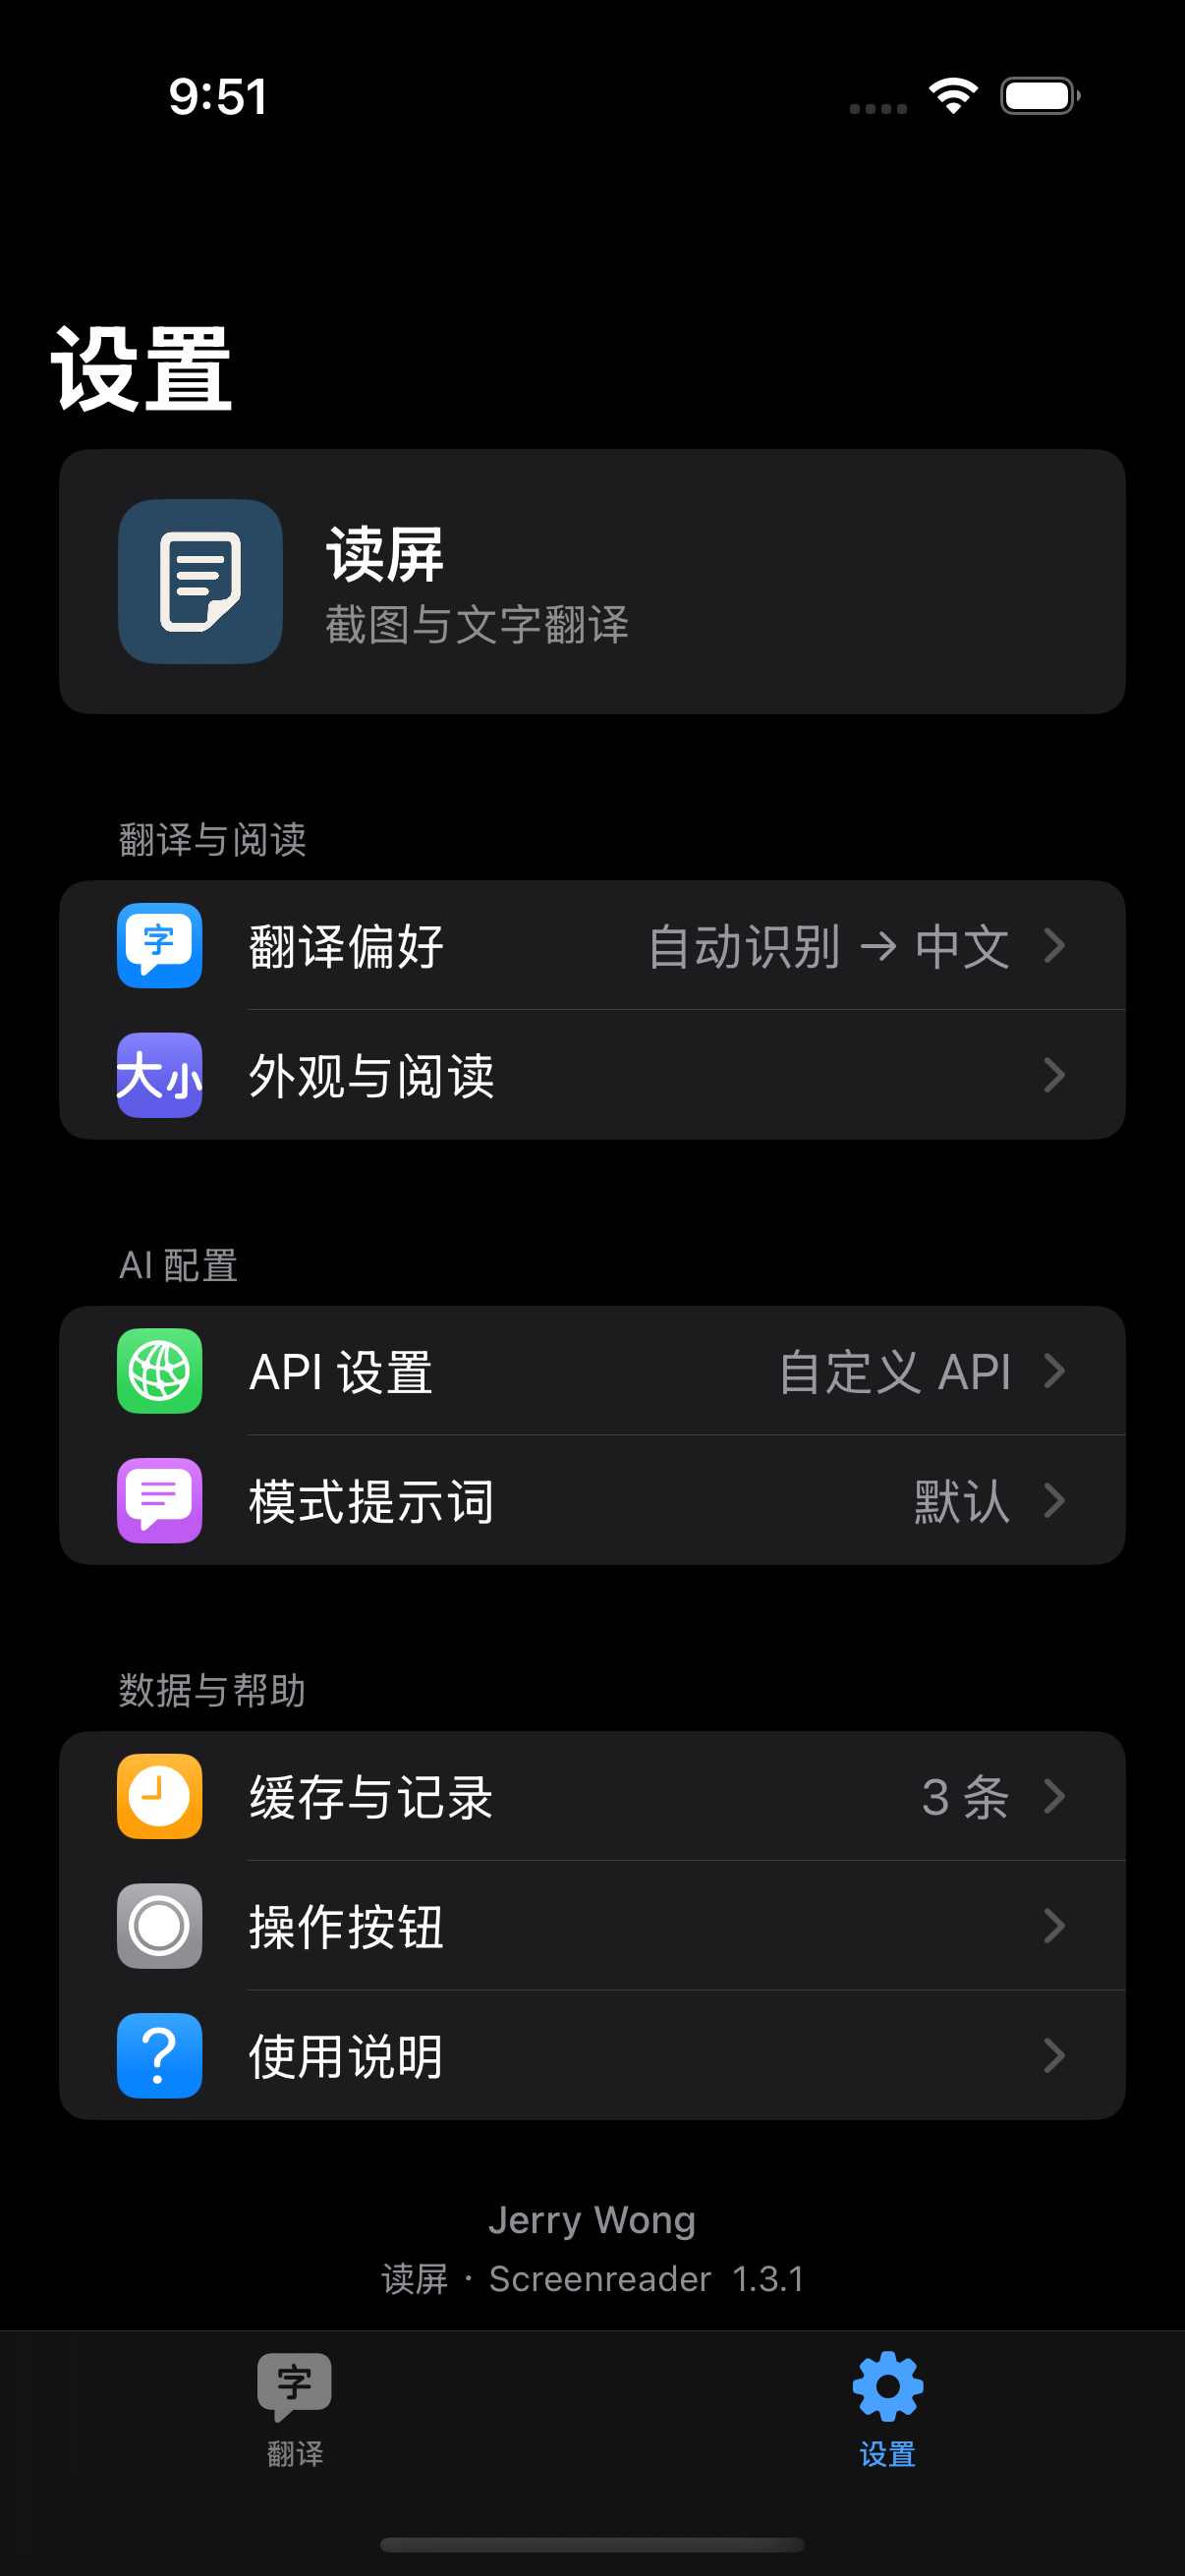 9:51
设置
读屏
截图与文字翻译
翻译与阅读
字 翻译偏好 自动识别 → 中文
大小 外观与阅读
AI 配置
API 设置 自定义 API
模式提示词 默认
数据与帮助
缓存与记录 3 条
操作按钮
? 使用说明
Jerry Wong
读屏 · Screenreader 1.3.1
字
翻译 设置